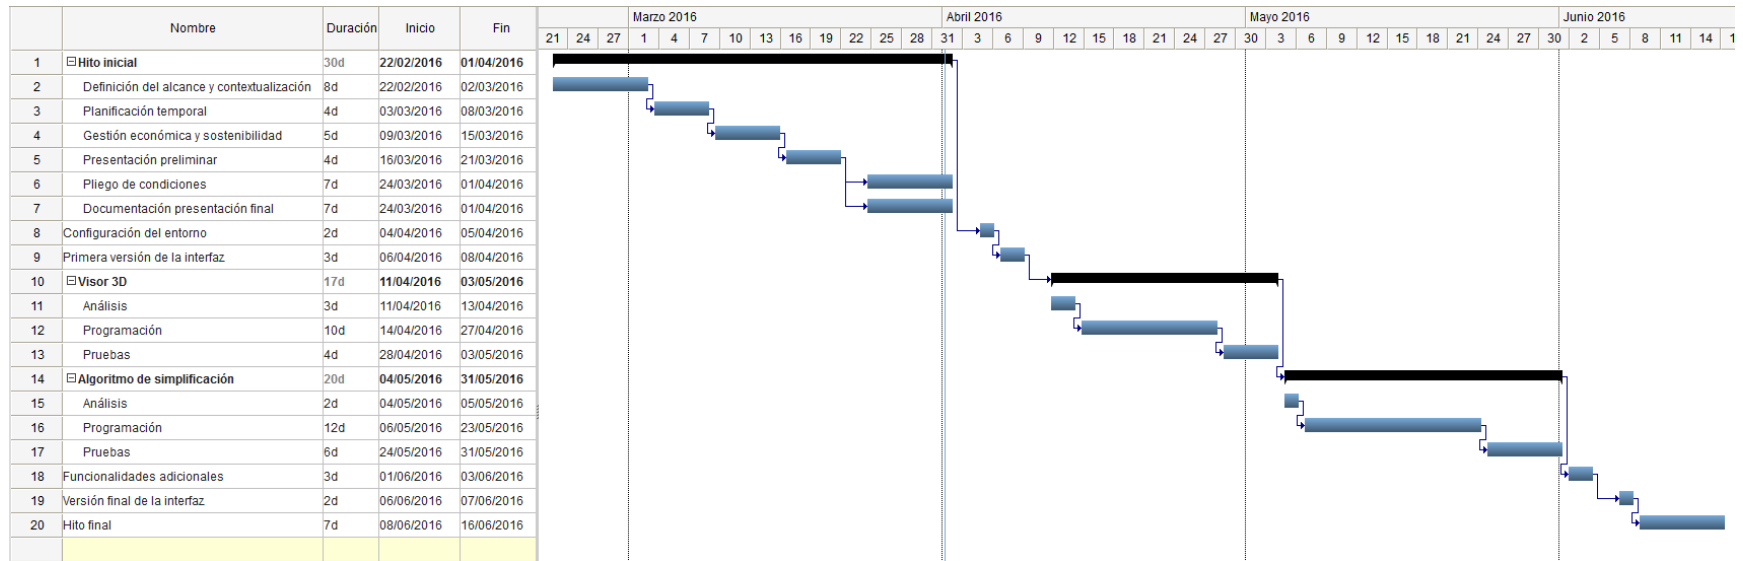 Nombre Duración Inicio Fin
Marzo 2016 Abril 2016 Mayo 2016 Junio 2016
21 24 27 1 4 7 10 13 16 19 22 25 28 31 3 6 9 12 15 18 21 24 27 30 3 6 9 12 15 18 21 24 27 30 2 5 8 11 14 1
1 Hito inicial 30d 22/02/2016 01/04/2016
2 Definición del alcance y contextualización 8d 22/02/2016 02/03/2016
3 Planificación temporal 4d 03/03/2016 08/03/2016
4 Gestión económica y sostenibilidad 5d 09/03/2016 15/03/2016
5 Presentación preliminar 4d 16/03/2016 21/03/2016
6 Pliego de condiciones 7d 24/03/2016 01/04/2016
7 Documentación presentación final 7d 24/03/2016 01/04/2016
8 Configuración del entorno 2d 04/04/2016 05/04/2016
9 Primera versión de la interfaz 3d 06/04/2016 08/04/2016
10 Visor 3D 17d 11/04/2016 03/05/2016
11 Análisis 3d 11/04/2016 13/04/2016
12 Programación 10d 14/04/2016 27/04/2016
13 Pruebas 4d 28/04/2016 03/05/2016
14 Algoritmo de simplificación 20d 04/05/2016 31/05/2016
15 Análisis 2d 04/05/2016 05/05/2016
16 Programación 12d 06/05/2016 23/05/2016
17 Pruebas 6d 24/05/2016 31/05/2016
18 Funcionalidades adicionales 3d 01/06/2016 03/06/2016
19 Versión final de la interfaz 2d 06/06/2016 07/06/2016
20 Hito final 7d 08/06/2016 16/06/2016